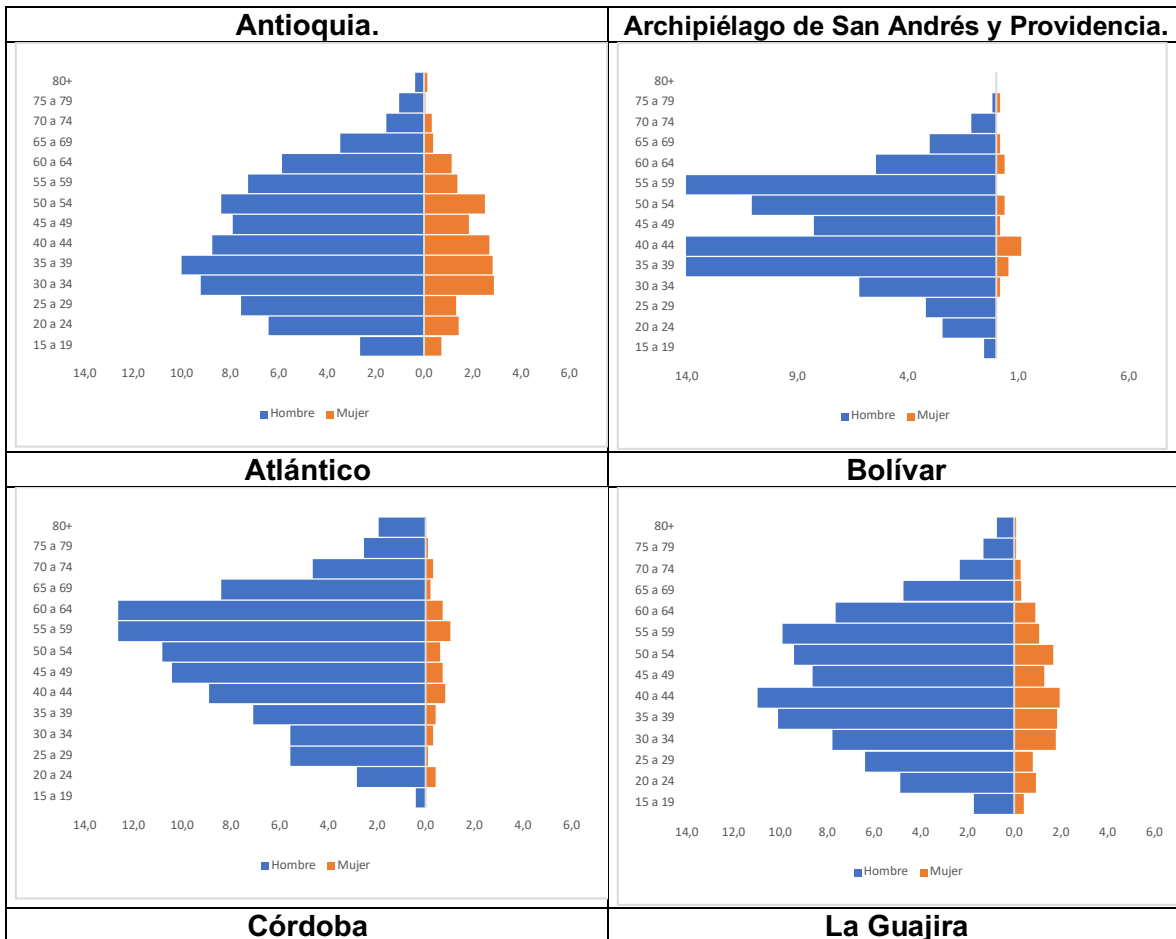 Antioquia.
80+
75 a 79
70 a 74
65 a 69
60 a 64
55 a 59
50 a 54
45 a 49
40 a 44
35 a 39
30 a 34
25 a 29
20 a 24
15 a 19
14,0 12,0 10,0 8,0 6,0 4,0 2,0 0,0 2,0 4,0 6,0
Hombre Mujer
Archipiélago de San Andrés y Providencia.
80+
75 a 79
70 a 74
65 a 69
60 a 64
55 a 59
50 a 54
45 a 49
40 a 44
35 a 39
30 a 34
25 a 29
20 a 24
15 a 19
14,0 9,0 4,0 1,0 6,0
Hombre Mujer
Atlántico
80+
75 a 79
70 a 74
65 a 69
60 a 64
55 a 59
50 a 54
45 a 49
40 a 44
35 a 39
30 a 34
25 a 29
20 a 24
15 a 19
14,0 12,0 10,0 8,0 6,0 4,0 2,0 0,0 2,0 4,0 6,0
Hombre Mujer
Bolívar
80+
75 a 79
70 a 74
65 a 69
60 a 64
55 a 59
50 a 54
45 a 49
40 a 44
35 a 39
30 a 34
25 a 29
20 a 24
15 a 19
14,0 12,0 10,0 8,0 6,0 4,0 2,0 0,0 2,0 4,0 6,0
Hombre Mujer
Córdoba
La Guajira